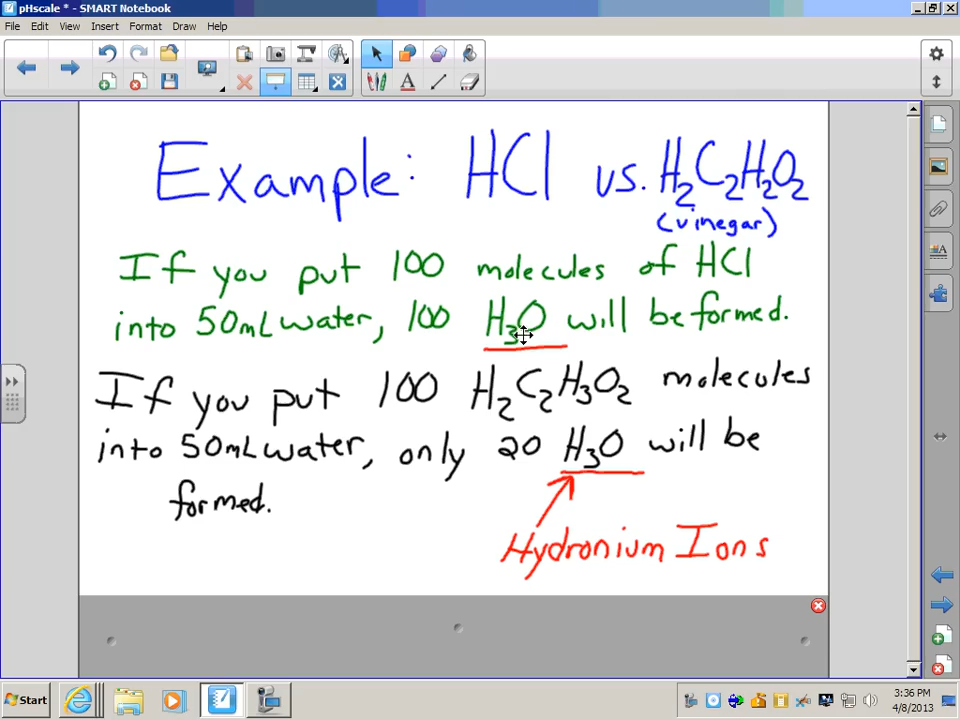 pHscale * - SMART Notebook
File Edit View Insert Format Draw Help
Example: HCl vs. H₂C₂H₂O₂
(vinegar)
If you put 100 molecules of HCl
into 50mL water, 100 H₃O will be formed.
If you put 100 H₂C₂H₃O₂ molecules
into 50mL water, only 20 H₃O will be
formed.
Hydronium Ions
Start
3:36 PM
4/8/2013